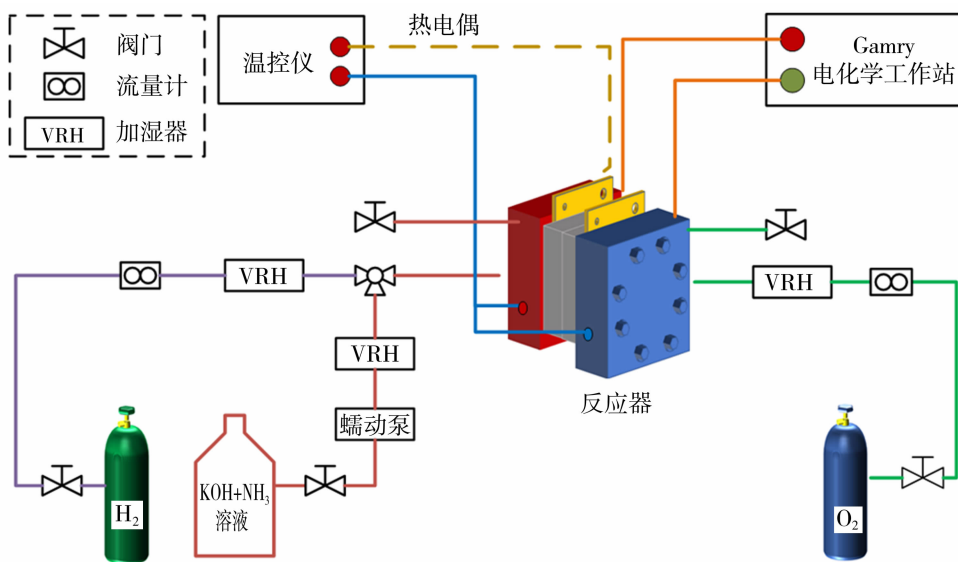 阀门
流量计
VRH 加湿器
温控仪
热电偶
Gamry
电化学工作站
VRH
VRH
VRH
蠕动泵
反应器
KOH+NH₃
溶液
H₂
O₂